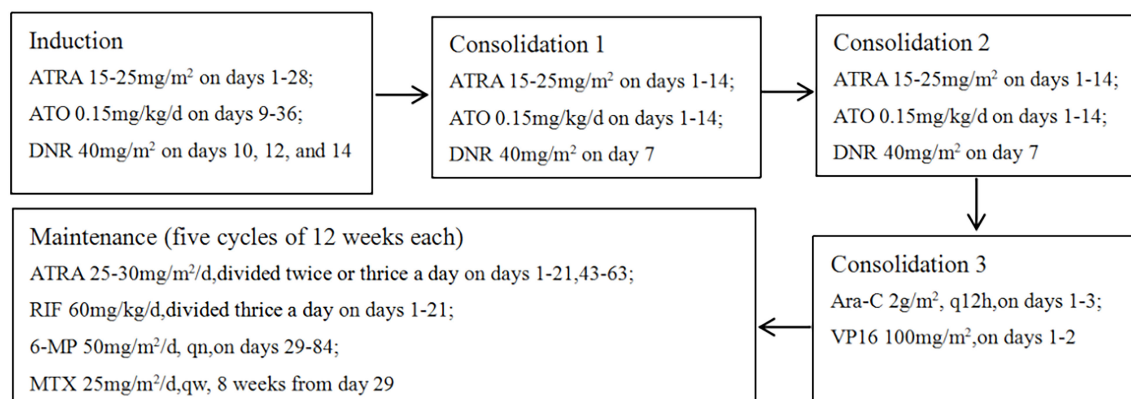 Induction
ATRA 15-25mg/m² on days 1-28;
ATO 0.15mg/kg/d on days 9-36;
DNR 40mg/m² on days 10, 12, and 14
Consolidation 1
ATRA 15-25mg/m² on days 1-14;
ATO 0.15mg/kg/d on days 1-14;
DNR 40mg/m² on day 7
Consolidation 2
ATRA 15-25mg/m² on days 1-14;
ATO 0.15mg/kg/d on days 1-14;
DNR 40mg/m² on day 7
Consolidation 3
Ara-C 2g/m², q12h,on days 1-3;
VP16 100mg/m²,on days 1-2
Maintenance (five cycles of 12 weeks each)
ATRA 25-30mg/m²/d,divided twice or thrice a day on days 1-21,43-63;
RIF 60mg/kg/d,divided thrice a day on days 1-21;
6-MP 50mg/m²/d, qn,on days 29-84;
MTX 25mg/m²/d,qw, 8 weeks from day 29